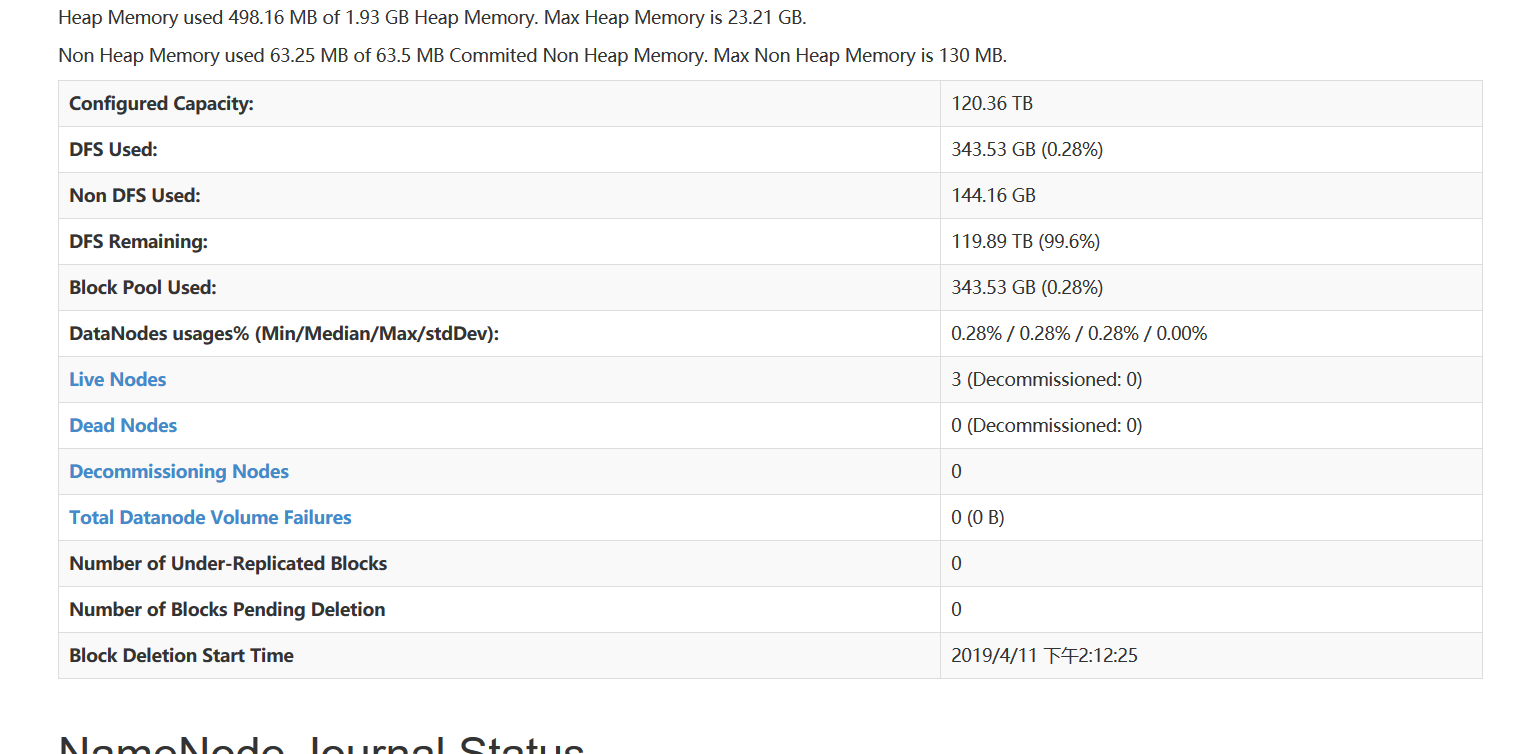 Heap Memory used 498.16 MB of 1.93 GB Heap Memory. Max Heap Memory is 23.21 GB.
Non Heap Memory used 63.25 MB of 63.5 MB Commited Non Heap Memory. Max Non Heap Memory is 130 MB.
Configured Capacity: 120.36 TB
DFS Used: 343.53 GB (0.28%)
Non DFS Used: 144.16 GB
DFS Remaining: 119.89 TB (99.6%)
Block Pool Used: 343.53 GB (0.28%)
DataNodes usages% (Min/Median/Max/stdDev): 0.28% / 0.28% / 0.28% / 0.00%
Live Nodes 3 (Decommissioned: 0)
Dead Nodes 0 (Decommissioned: 0)
Decommissioning Nodes 0
Total Datanode Volume Failures 0 (0 B)
Number of Under-Replicated Blocks 0
Number of Blocks Pending Deletion 0
Block Deletion Start Time 2019/4/11 下午2:12:25
NameNode Journal Status